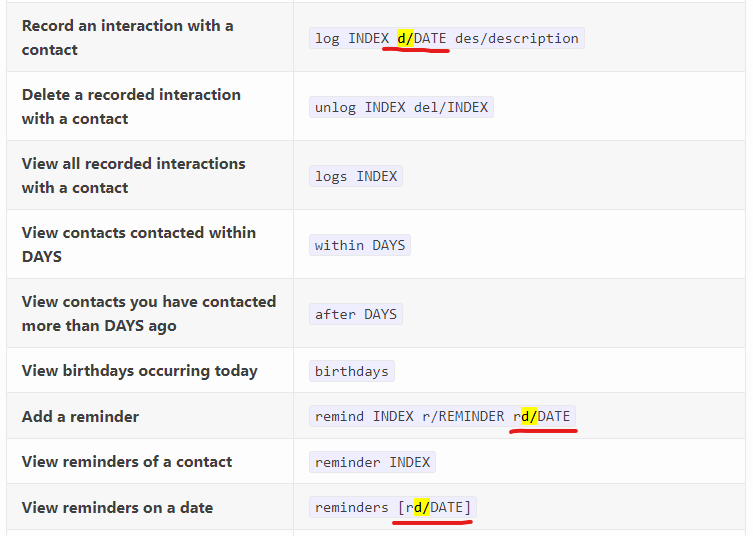 Record an interaction with a
contact
log INDEX d/DATE des/description
Delete a recorded interaction
with a contact
unlog INDEX del/INDEX
View all recorded interactions
with a contact
logs INDEX
View contacts contacted within
DAYS
within DAYS
View contacts you have contacted
more than DAYS ago
after DAYS
View birthdays occurring today
birthdays
Add a reminder
remind INDEX r/REMINDER rd/DATE
View reminders of a contact
reminder INDEX
View reminders on a date
reminders [rd/DATE]